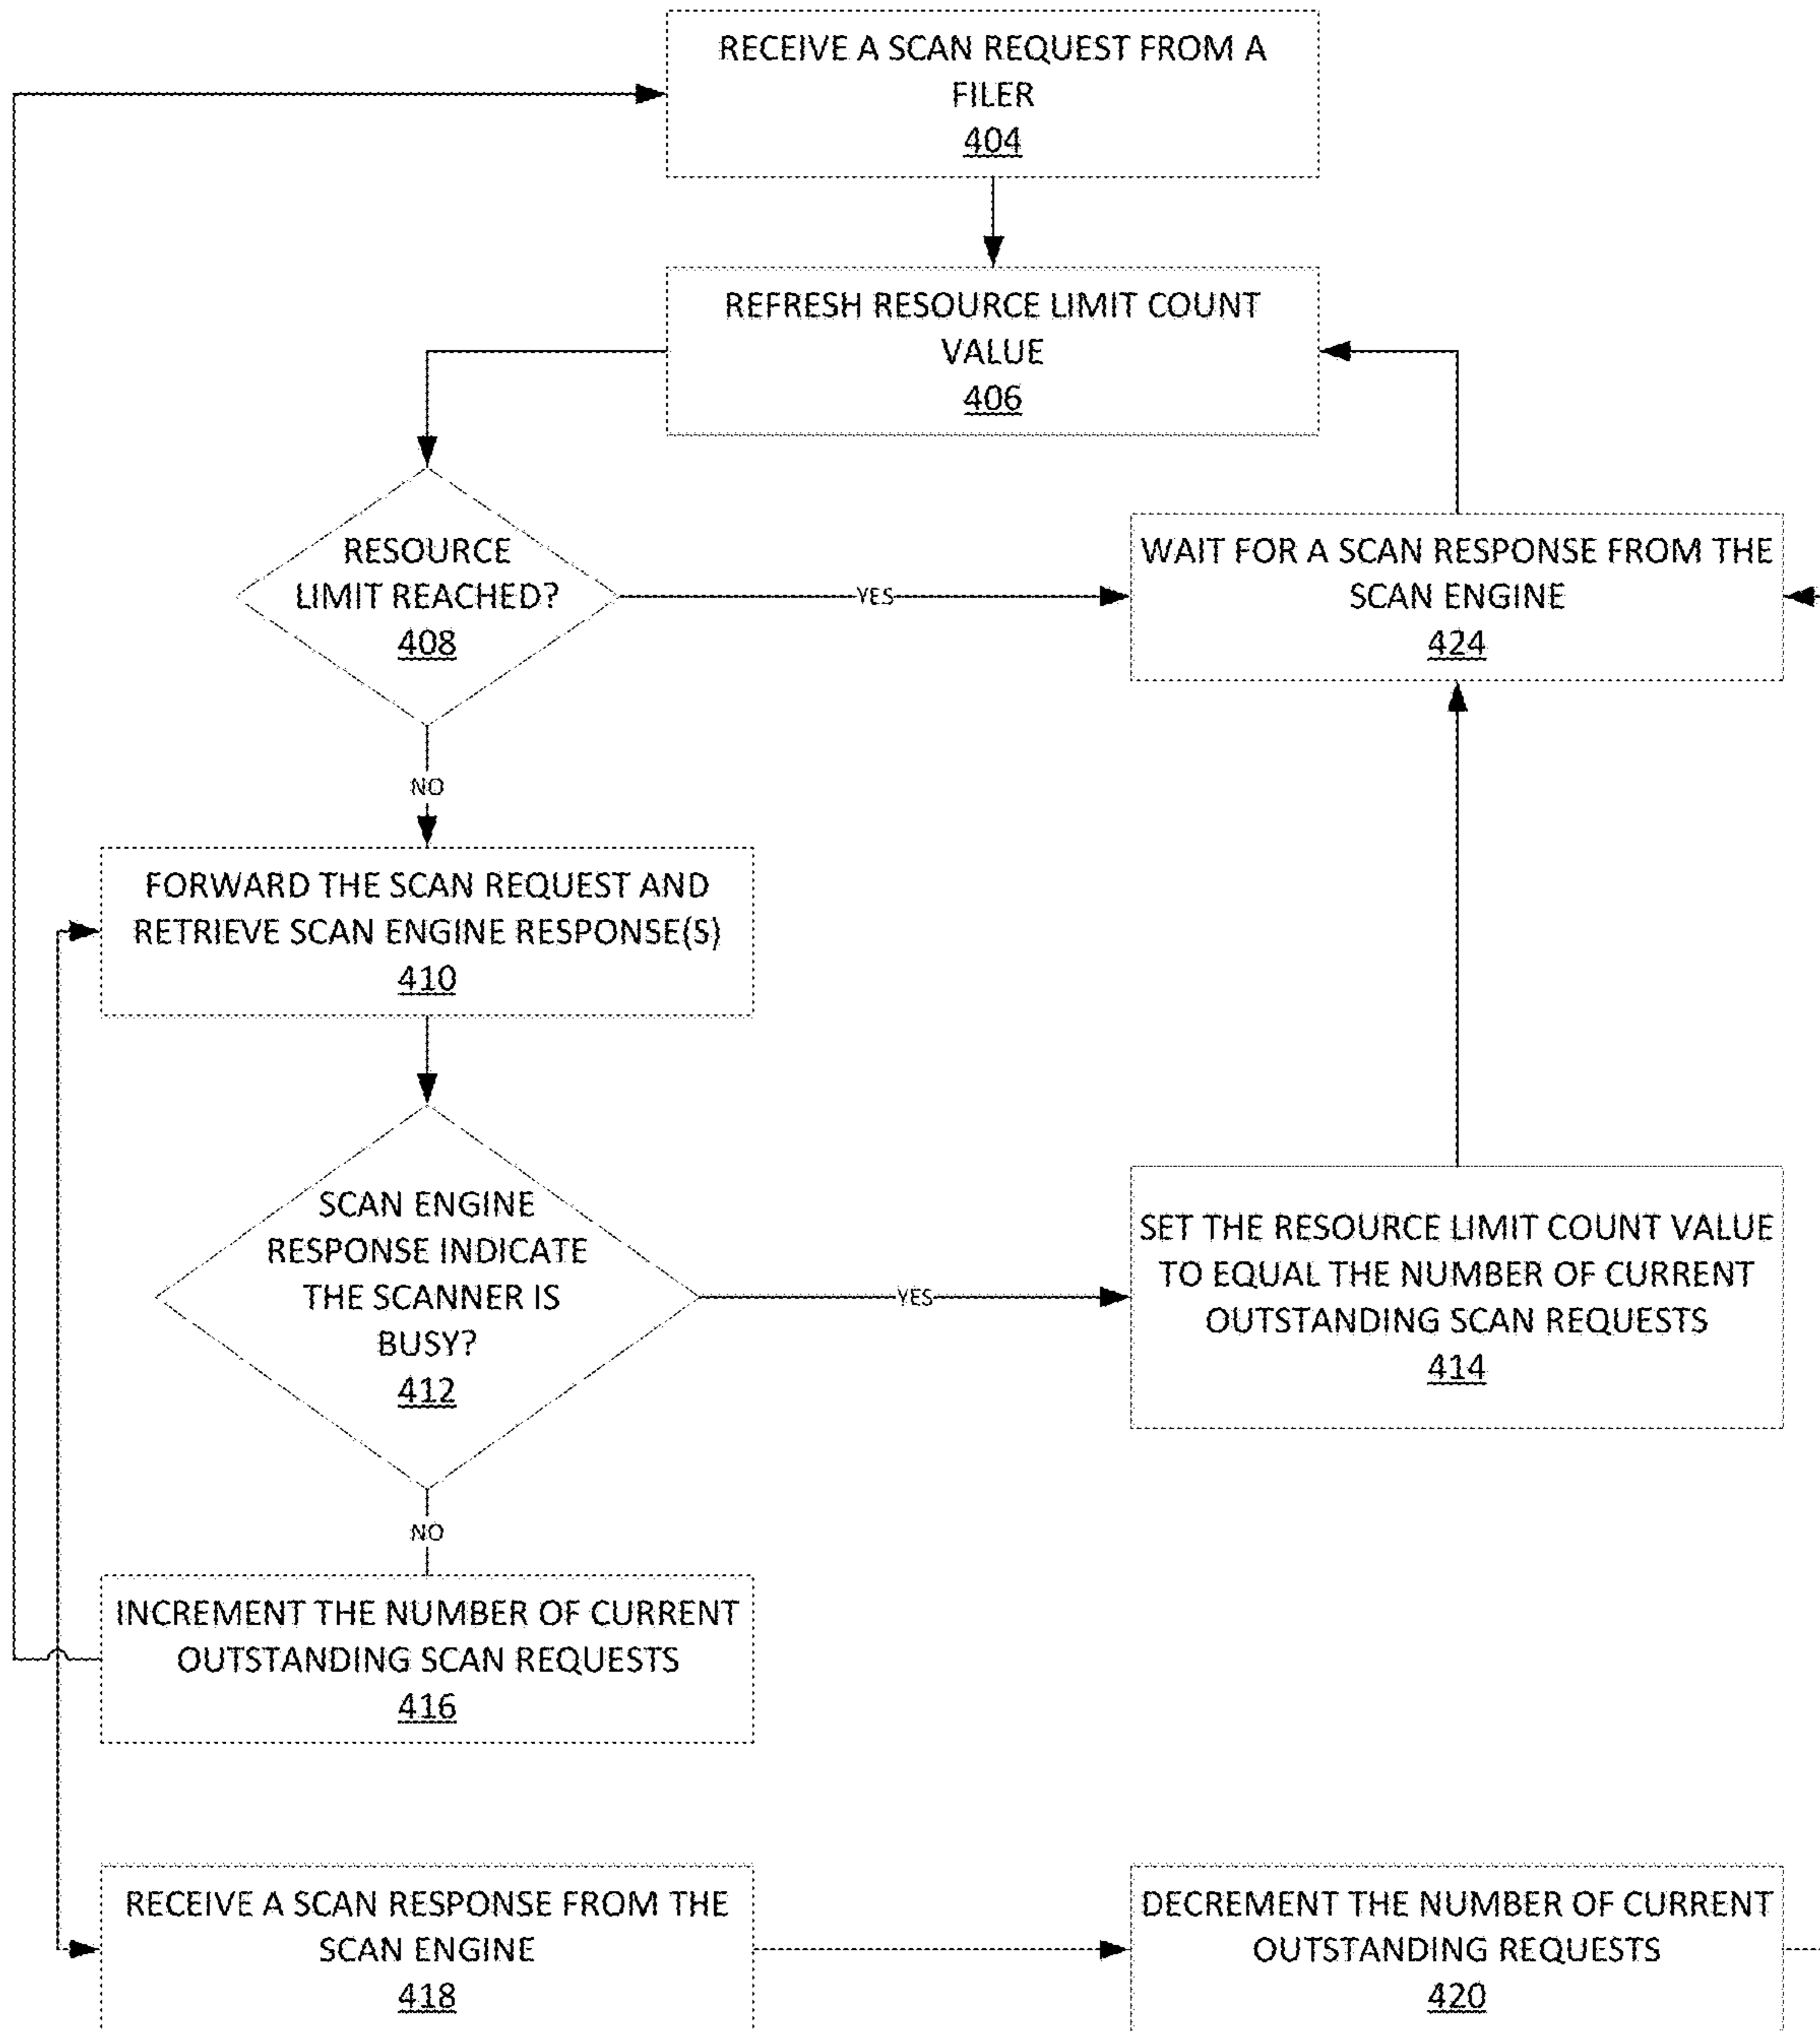 RECEIVE A SCAN REQUEST FROM A
FILER
404
REFRESH RESOURCE LIMIT COUNT
VALUE
406
RESOURCE
LIMIT REACHED?
408
YES
WAIT FOR A SCAN RESPONSE FROM THE
SCAN ENGINE
424
NO
FORWARD THE SCAN REQUEST AND
RETRIEVE SCAN ENGINE RESPONSE(S)
410
SCAN ENGINE
RESPONSE INDICATE
THE SCANNER IS
BUSY?
412
YES
SET THE RESOURCE LIMIT COUNT VALUE
TO EQUAL THE NUMBER OF CURRENT
OUTSTANDING SCAN REQUESTS
414
NO
INCREMENT THE NUMBER OF CURRENT
OUTSTANDING SCAN REQUESTS
416
RECEIVE A SCAN RESPONSE FROM THE
SCAN ENGINE
418
DECREMENT THE NUMBER OF CURRENT
OUTSTANDING REQUESTS
420